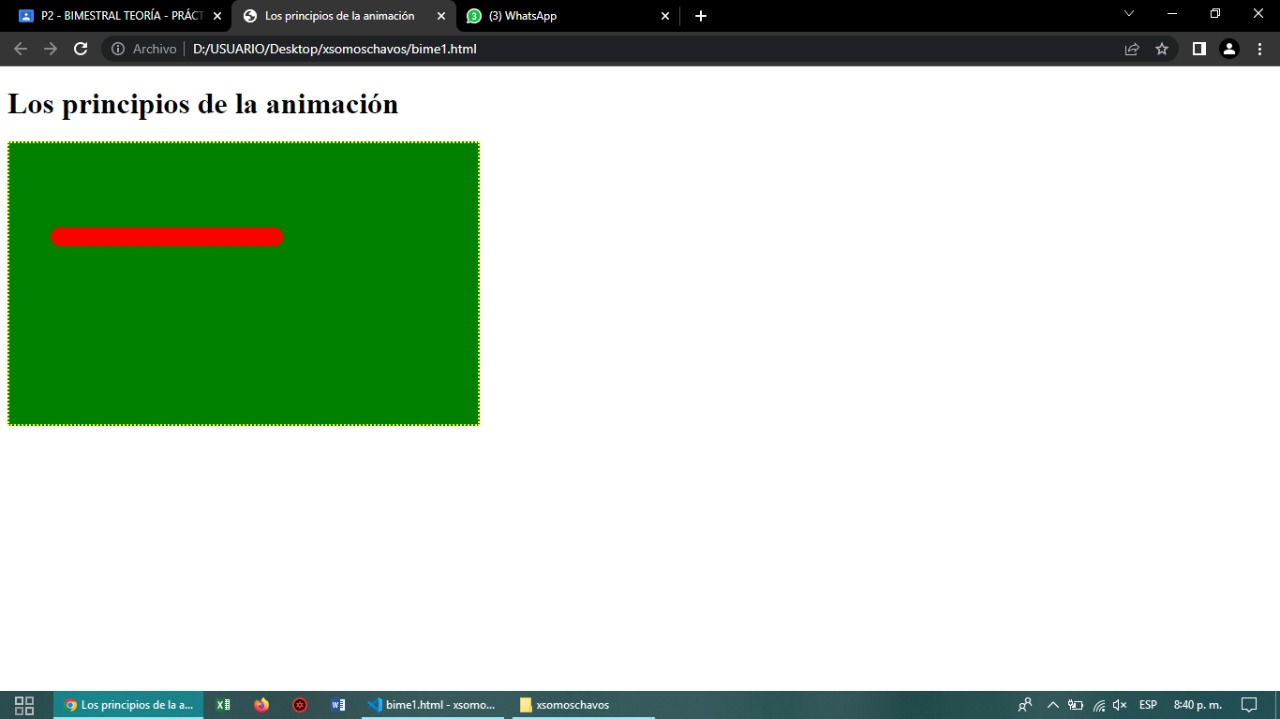 P2 - BIMESTRAL TEORÍA - PRÁCT
Los principios de la animación
(3) WhatsApp
Archivo
D:/USUARIO/Desktop/xsomoschavos/bime1.html
Los principios de la animación
Los principios de la a...
bime1.html - xsomo...
xsomoschavos
ESP
8:40 p. m.